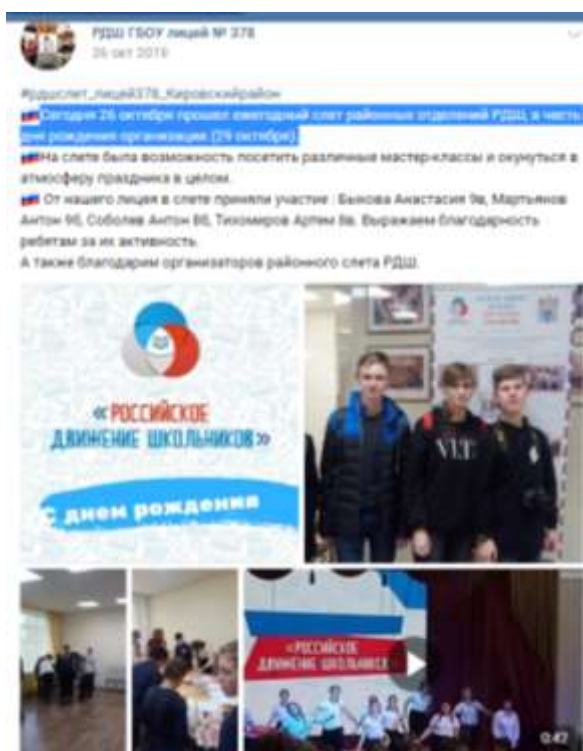 РДШ ГБОУ лицей № 378
26 окт 2019
#рдшслет_лицей378_Кировскийрайон
Сегодня 26 октября прошел ежегодный слет районных отделений РДШ, в честь
дня рождения организации (29 октября).
На слете была возможность посетить различные мастер-классы и окунуться в
атмосферу праздника в целом.
От нашего лицея в слете приняли участие : Быкова Анастасия 9в, Мартьянов
Антон 9б, Соболев Антон 8б, Тихомиров Артем 8в. Выражаем благодарность
ребятам за их активность.
А также благодарим организаторов районного слета РДШ.
«РОССИЙСКОЕ
ДВИЖЕНИЕ ШКОЛЬНИКОВ»
С днем рождения
VLT
«РОССИЙСКОЕ
ДВИЖЕНИЕ ШКОЛЬНИКОВ»
0:47